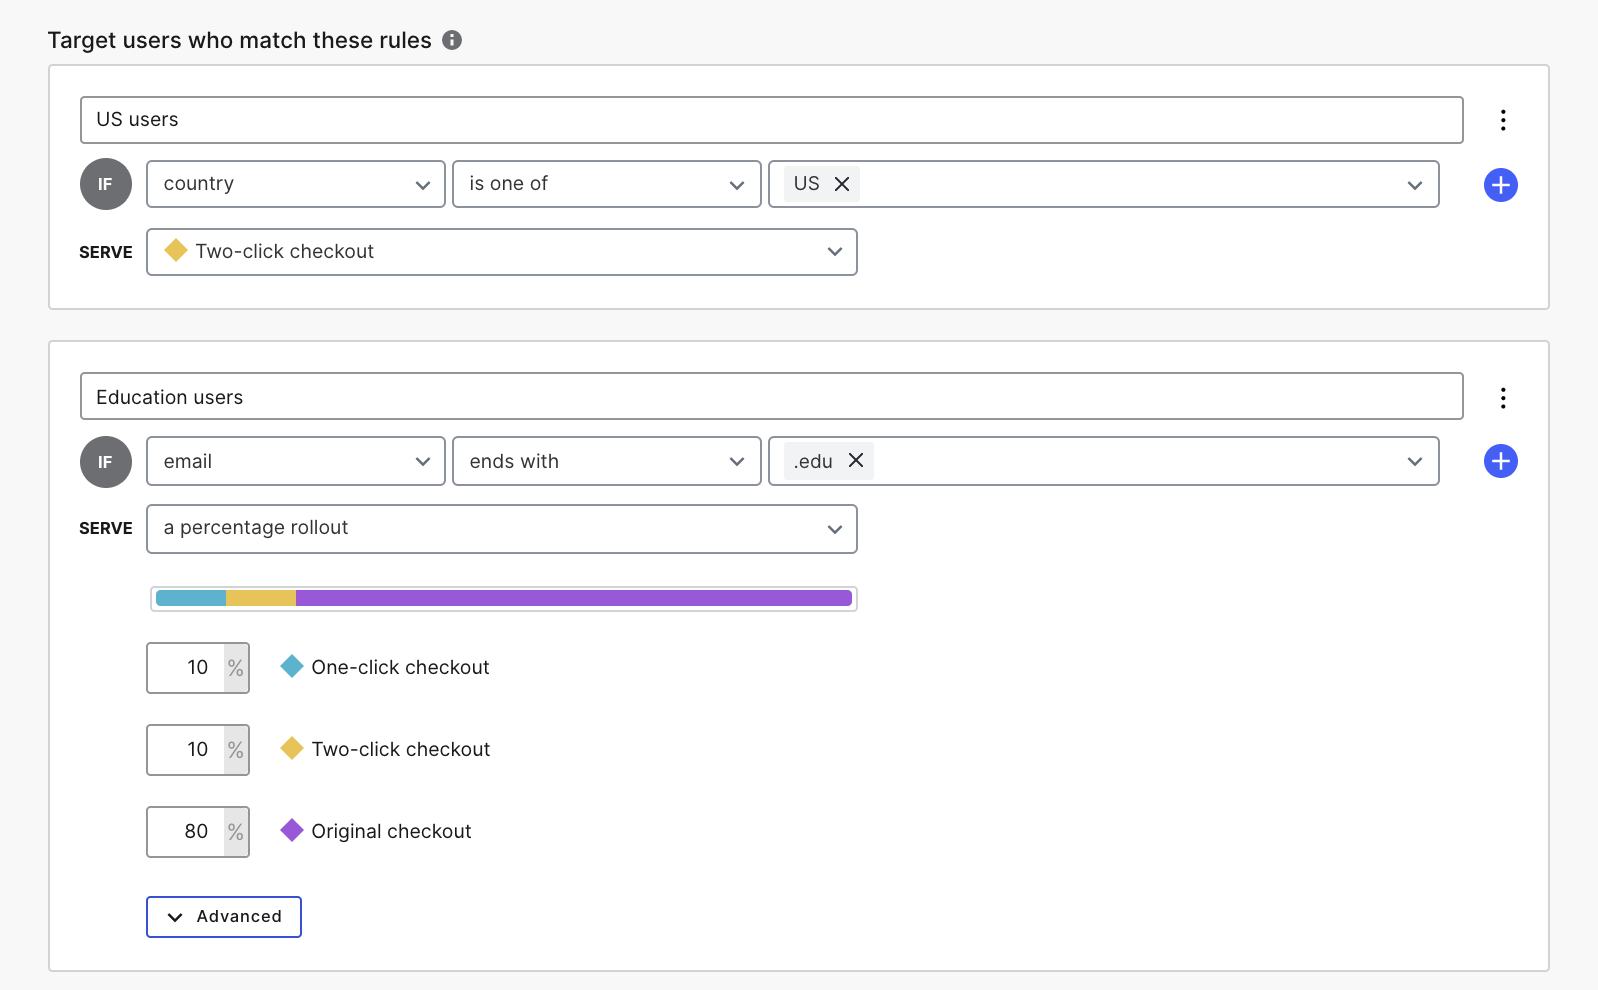 Target users who match these rules
US users
IF country is one of US
SERVE Two-click checkout
Education users
IF email ends with .edu
SERVE a percentage rollout
10 % One-click checkout
10 % Two-click checkout
80 % Original checkout
Advanced